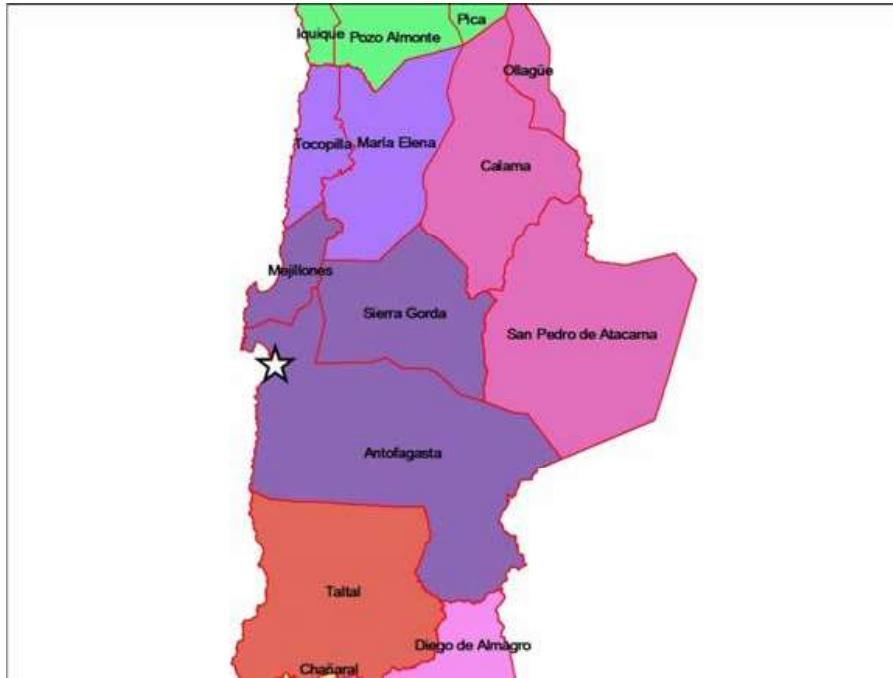 Pica
Iquique
Pozo Almonte
Ollagüe
Tocopilla
María Elena
Calama
Mejillones
Sierra Gorda
San Pedro de Atacama
Antofagasta
Taltal
Diego de Almagro
Chañaral